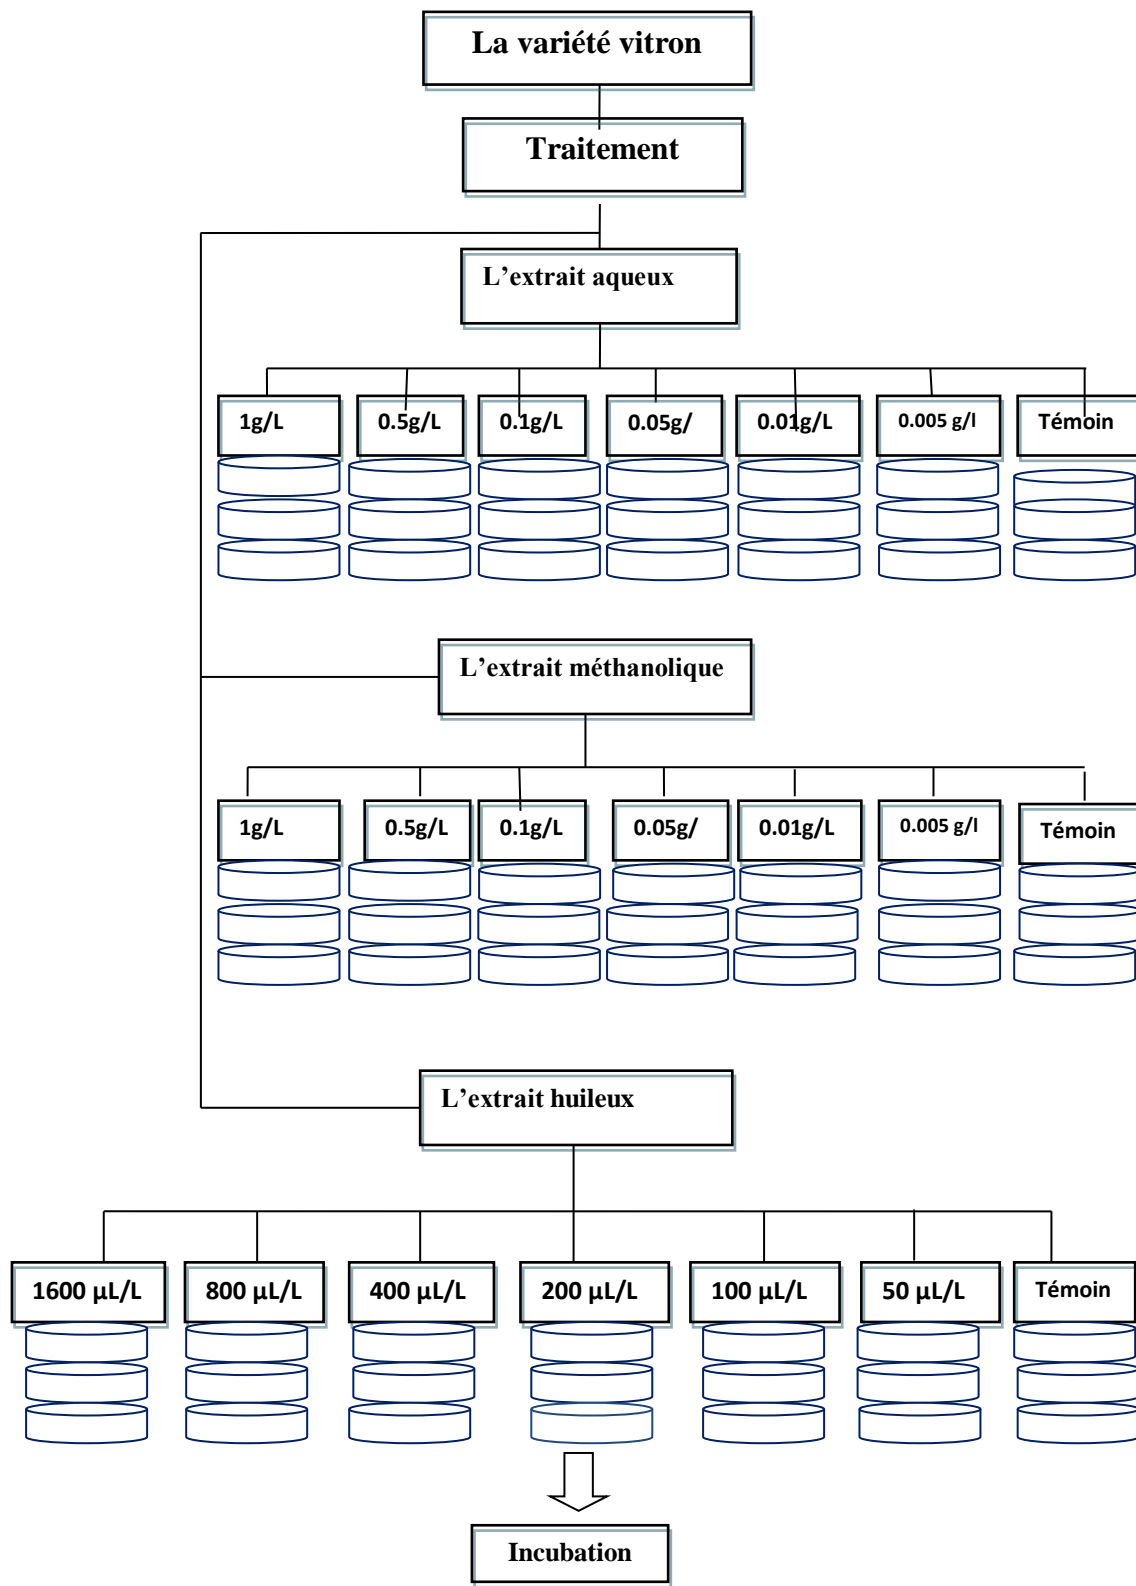 La variété vitron
Traitement
L’extrait aqueux
1g/L
0.5g/L
0.1g/L
0.05g/
0.01g/L
0.005 g/l
Témoin
L’extrait méthanolique
1g/L
0.5g/L
0.1g/L
0.05g/
0.01g/L
0.005 g/l
Témoin
L’extrait huileux
1600 µL/L
800 µL/L
400 µL/L
200 µL/L
100 µL/L
50 µL/L
Témoin
Incubation